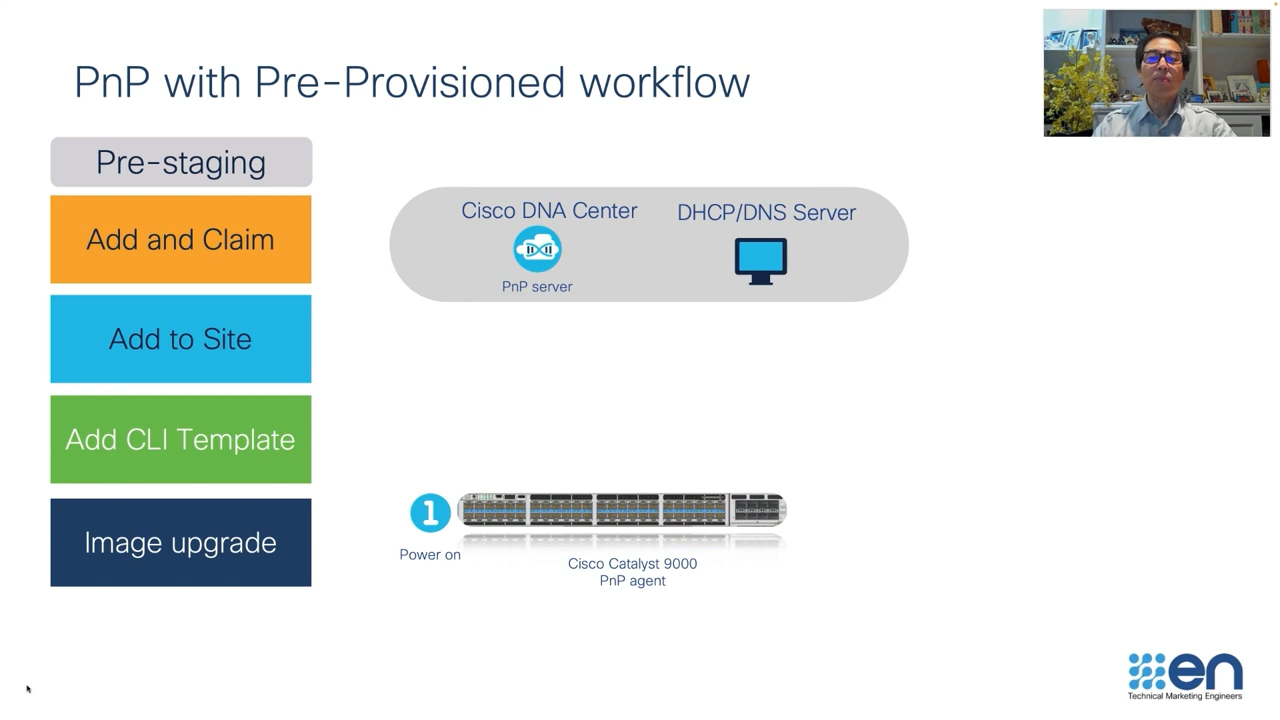 PnP with Pre-Provisioned workflow
Pre-staging
Add and Claim
Add to Site
Add CLI Template
Image upgrade
Cisco DNA Center
PnP server
DHCP/DNS Server
1
Power on
Cisco Catalyst 9000
PnP agent
en
Technical Marketing Engineers